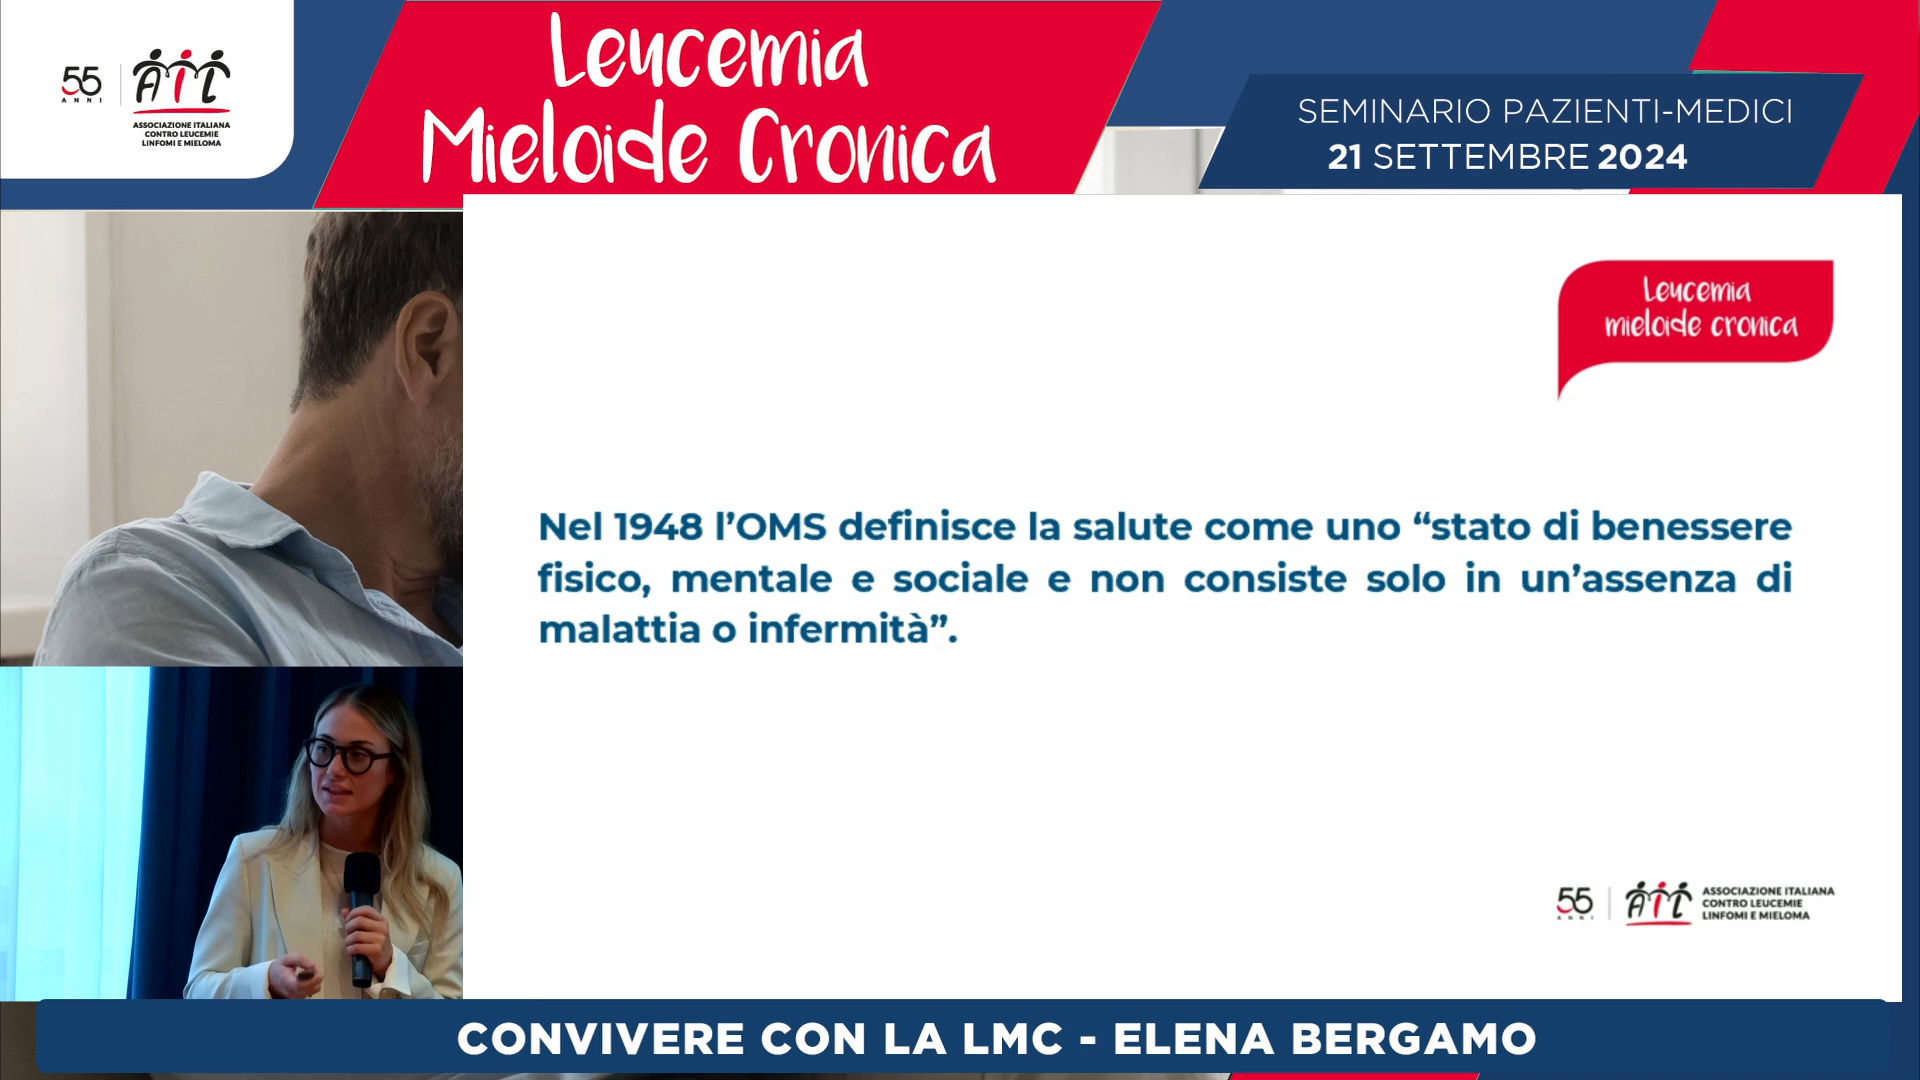 55
ANNI
AIL
ASSOCIAZIONE ITALIANA
CONTRO LEUCEMIE
LINFOMI E MIELOMA
Leucemia
Mieloide Cronica
SEMINARIO PAZIENTI-MEDICI
21 SETTEMBRE 2024
Leucemia
mieloide cronica
Nel 1948 l’OMS definisce la salute come uno “stato di benessere
fisico, mentale e sociale e non consiste solo in un’assenza di
malattia o infermità”.
55
ANNI
AIL
ASSOCIAZIONE ITALIANA
CONTRO LEUCEMIE
LINFOMI E MIELOMA
CONVIVERE CON LA LMC - ELENA BERGAMO